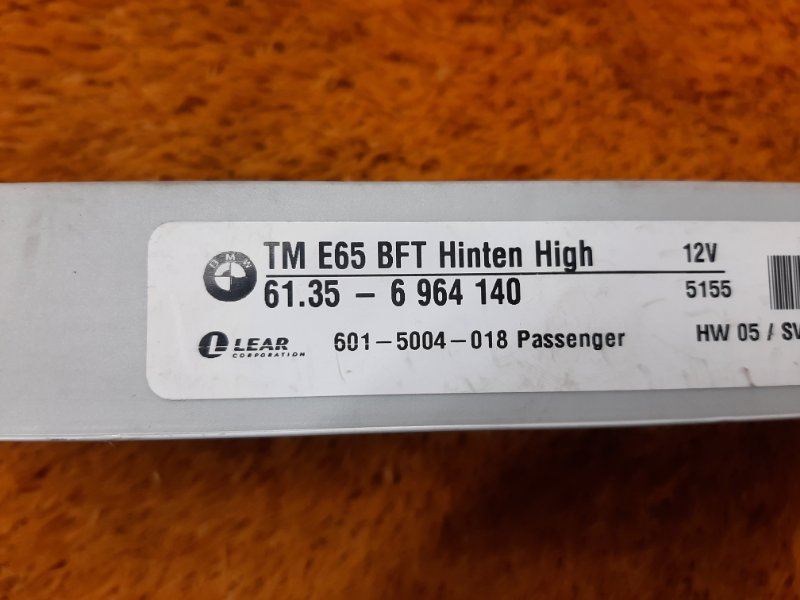 BMW
TM E65 BFT Hinten High 12V
61.35 - 6 964 140 5155
LEAR
CORPORATION
601-5004-018 Passenger HW 05 / SV